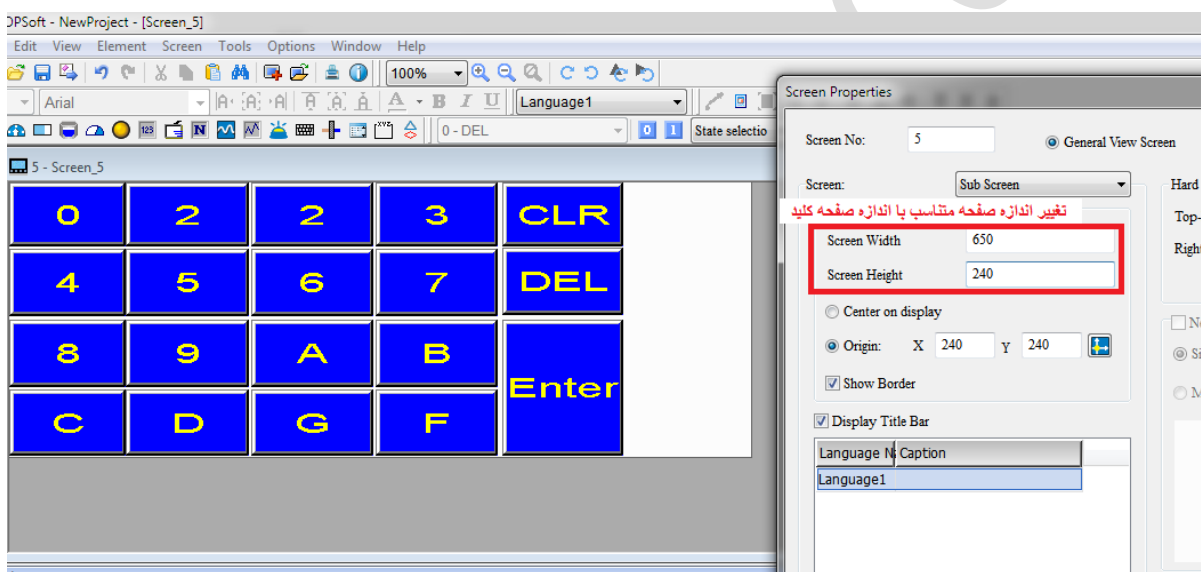 DPSoft - NewProject - [Screen_5]
Edit View Element Screen Tools Options Window Help
100%
Arial
A B I U
Language1
0 - DEL
0 1
State selectio
5 - Screen_5
0 2 2 3 CLR
4 5 6 7 DEL
8 9 A B
Enter
C D G F
Screen Properties
Screen No: 5
General View Screen
Screen: Sub Screen
Hard
تغییر اندازه صفحه متناسب با اندازه صفحه کلید
Top-
Screen Width 650
Righ
Screen Height 240
Center on display
Origin: X 240 Y 240
Show Border
Display Title Bar
Language N Caption
Language1